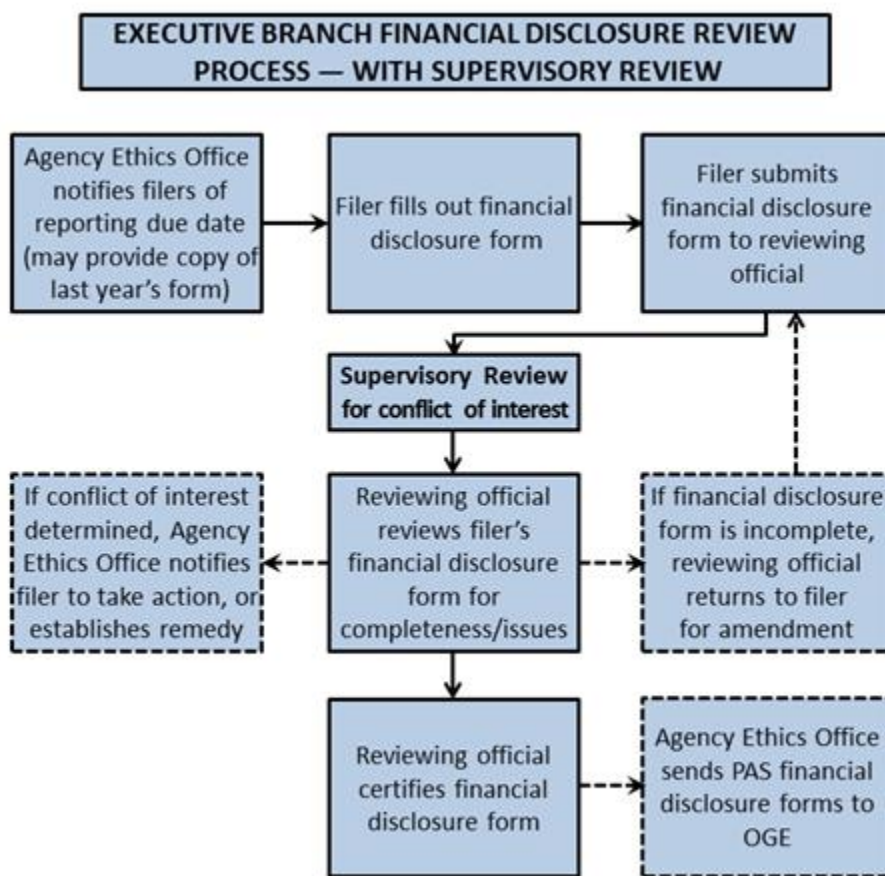 EXECUTIVE BRANCH FINANCIAL DISCLOSURE REVIEW
PROCESS — WITH SUPERVISORY REVIEW
Agency Ethics Office
notifies filers of
reporting due date
(may provide copy of
last year’s form)
Filer fills out financial
disclosure form
Filer submits
financial disclosure
form to reviewing
official
Supervisory Review
for conflict of interest
If conflict of interest
determined, Agency
Ethics Office notifies
filer to take action, or
establishes remedy
Reviewing official
reviews filer’s
financial disclosure
form for
completeness/issues
If financial disclosure
form is incomplete,
reviewing official
returns to filer
for amendment
Reviewing official
certifies financial
disclosure form
Agency Ethics Office
sends PAS financial
disclosure forms to
OGE